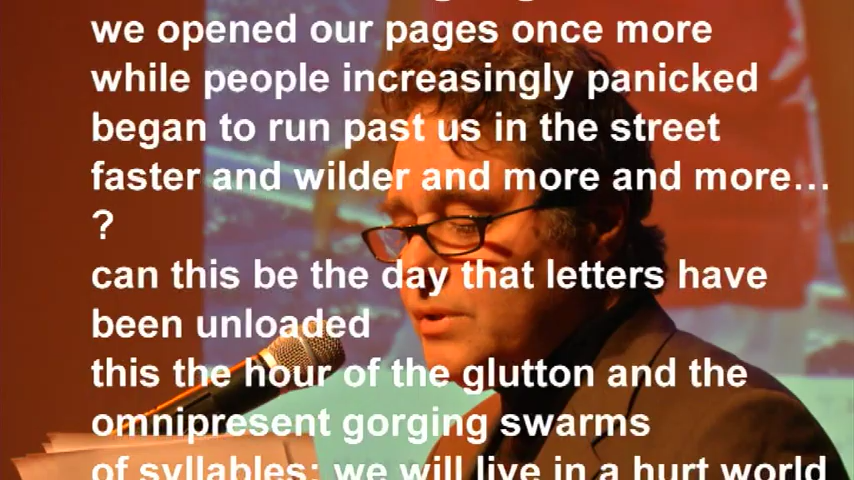 we opened our pages once more
while people increasingly panicked
began to run past us in the street
faster and wilder and more and more…
?
can this be the day that letters have
been unloaded
this the hour of the glutton and the
omnipresent gorging swarms
of syllables; we will live in a hurt world